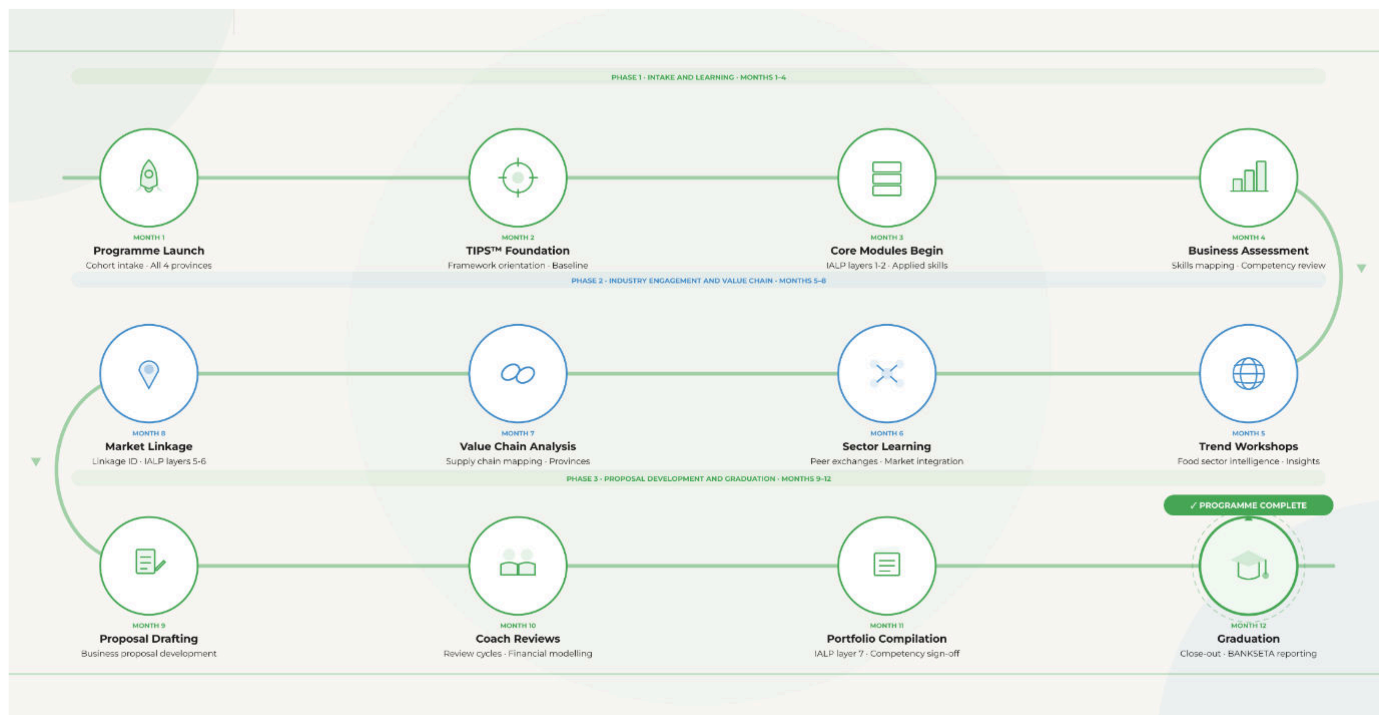 PHASE 1 · INTAKE AND LEARNING · MONTHS 1–4
MONTH 1
Programme Launch
Cohort intake · All 4 provinces
MONTH 2
TIPS™ Foundation
Framework orientation · Baseline
MONTH 3
Core Modules Begin
IALP layers 1-2 · Applied skills
MONTH 4
Business Assessment
Skills mapping · Competency review
PHASE 2 · INDUSTRY ENGAGEMENT AND VALUE CHAIN · MONTHS 5–8
MONTH 8
Market Linkage
Linkage ID · IALP layers 5-6
MONTH 7
Value Chain Analysis
Supply chain mapping · Provinces
MONTH 6
Sector Learning
Peer exchanges · Market integration
MONTH 5
Trend Workshops
Food sector intelligence · Insights
PHASE 3 · PROPOSAL DEVELOPMENT AND GRADUATION · MONTHS 9–12
✓ PROGRAMME COMPLETE
MONTH 9
Proposal Drafting
Business proposal development
MONTH 10
Coach Reviews
Review cycles · Financial modelling
MONTH 11
Portfolio Compilation
IALP layer 7 · Competency sign-off
MONTH 12
Graduation
Close-out · BANKSETA reporting